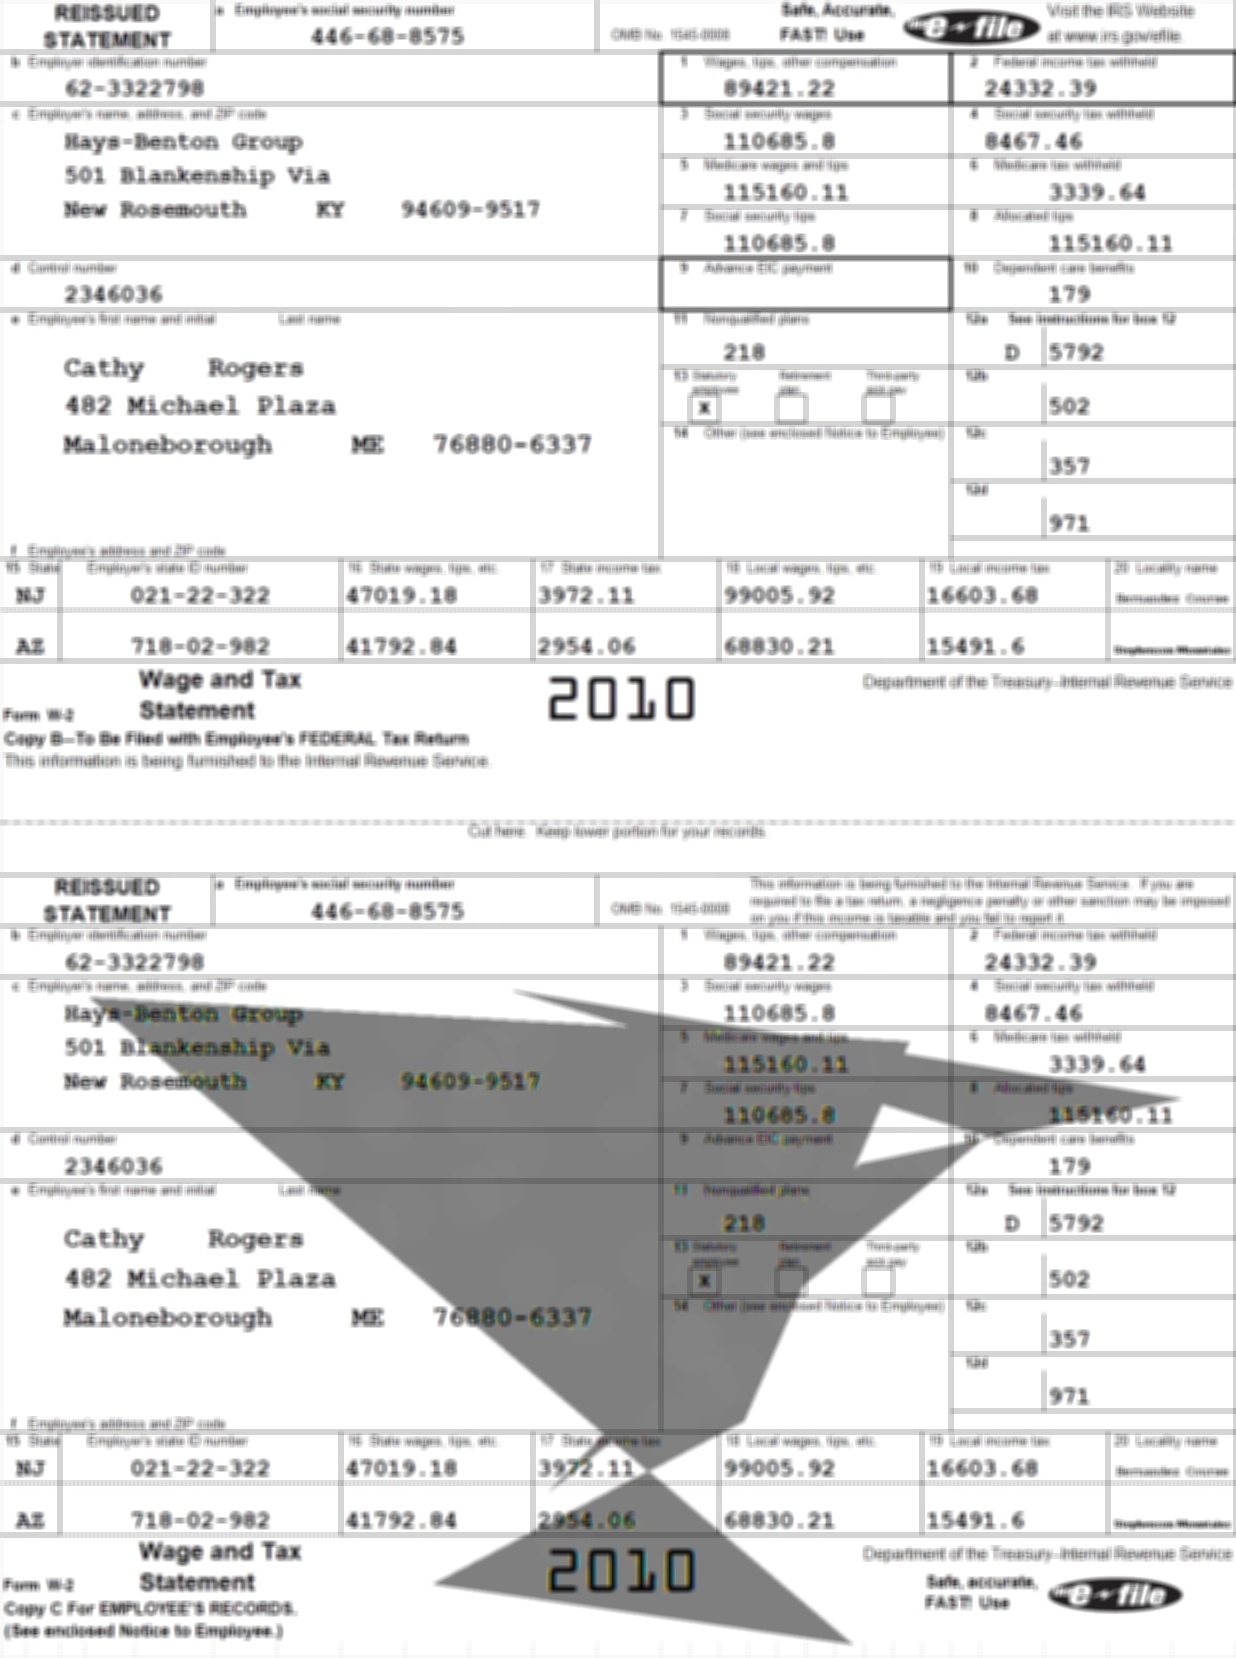 REISSUED STATEMENT
a Employee's social security number
446-68-8575
OMB No. 1545-0008
Safe, Accurate, FAST! Use
e-file
Visit the IRS Website at www.irs.gov/efile.
b Employer identification number
62-3322798
1 Wages, tips, other compensation
89421.22
2 Federal income tax withheld
24332.39
c Employer's name, address, and ZIP code
Hays-Benton Group
501 Blankenship Via
New Rosemouth KY 94609-9517
3 Social security wages
110685.8
4 Social security tax withheld
8467.46
5 Medicare wages and tips
115160.11
6 Medicare tax withheld
3339.64
7 Social security tips
110685.8
8 Allocated tips
115160.11
d Control number
2346036
9 Advance EIC payment
10 Dependent care benefits
179
e Employee's first name and initial Last name
Cathy Rogers
482 Michael Plaza
Maloneborough ME 76880-6337
11 Nonqualified plans
218
12a See instructions for box 12
D 5792
13 Statutory employee Retirement plan Third-party sick pay
X
12b
502
14 Other (see enclosed Notice to Employee)
12c
357
12d
971
f Employee's address and ZIP code
15 State Employer's state ID number 16 State wages, tips, etc. 17 State income tax 18 Local wages, tips, etc. 19 Local income tax 20 Locality name
NJ 021-22-322 47019.18 3972.11 99005.92 16603.68
AZ 718-02-982 41792.84 2954.06 68830.21 15491.6
Wage and Tax Statement
Form W-2
2010
Department of the Treasury-Internal Revenue Service
Copy B-To Be Filed with Employee's FEDERAL Tax Return
This information is being furnished to the Internal Revenue Service.
Cut here. Keep lower portion for your records.
REISSUED STATEMENT
a Employee's social security number
446-68-8575
OMB No. 1545-0008
This information is being furnished to the Internal Revenue Service. If you are
required to file a tax return, a negligence penalty or other sanction may be imposed
on you if this income is taxable and you fail to report it.
b Employer identification number
62-3322798
1 Wages, tips, other compensation
89421.22
2 Federal income tax withheld
24332.39
c Employer's name, address, and ZIP code
Hays-Benton Group
501 Blankenship Via
New Rosemouth KY 94609-9517
3 Social security wages
110685.8
4 Social security tax withheld
8467.46
5 Medicare wages and tips
115160.11
6 Medicare tax withheld
3339.64
7 Social security tips
110685.8
8 Allocated tips
115160.11
d Control number
2346036
9 Advance EIC payment
10 Dependent care benefits
179
e Employee's first name and initial Last name
Cathy Rogers
482 Michael Plaza
Maloneborough ME 76880-6337
11 Nonqualified plans
218
12a See instructions for box 12
D 5792
13 Statutory employee Retirement plan Third-party sick pay
X
12b
502
14 Other (see enclosed Notice to Employee)
12c
357
12d
971
f Employee's address and ZIP code
15 State Employer's state ID number 16 State wages, tips, etc. 17 State income tax 18 Local wages, tips, etc. 19 Local income tax 20 Locality name
NJ 021-22-322 47019.18 3972.11 99005.92 16603.68
AZ 718-02-982 41792.84 2954.06 68830.21 15491.6
Wage and Tax Statement
Form W-2
2010
Department of the Treasury-Internal Revenue Service
Copy C For EMPLOYEE'S RECORDS.
(See enclosed Notice to Employee.)
Safe, accurate, FAST! Use
e-file